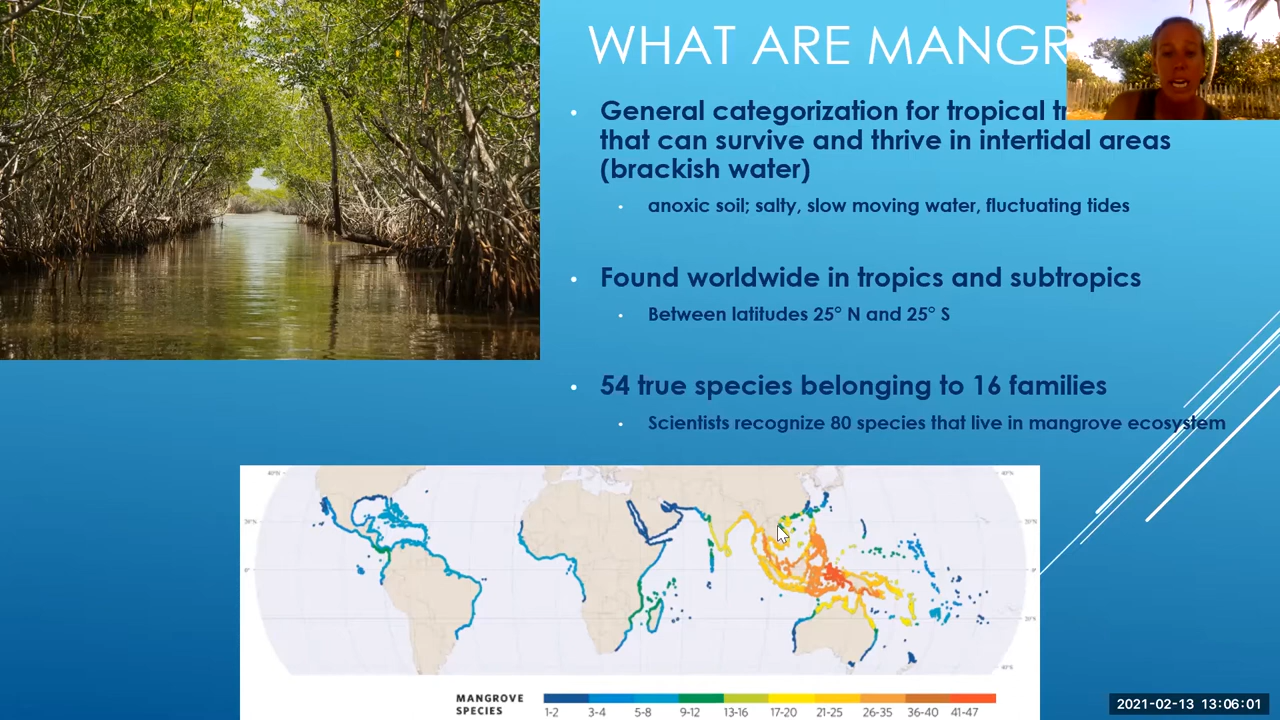 WHAT ARE MANGR
• General categorization for tropical tr
that can survive and thrive in intertidal areas
(brackish water)
• anoxic soil; salty, slow moving water, fluctuating tides
• Found worldwide in tropics and subtropics
• Between latitudes 25° N and 25° S
• 54 true species belonging to 16 families
• Scientists recognize 80 species that live in mangrove ecosystem
MANGROVE
SPECIES
1-2 3-4 5-8 9-12 13-16 17-20 21-25 26-35 36-40 41-47
2021-02-13 13:06:01